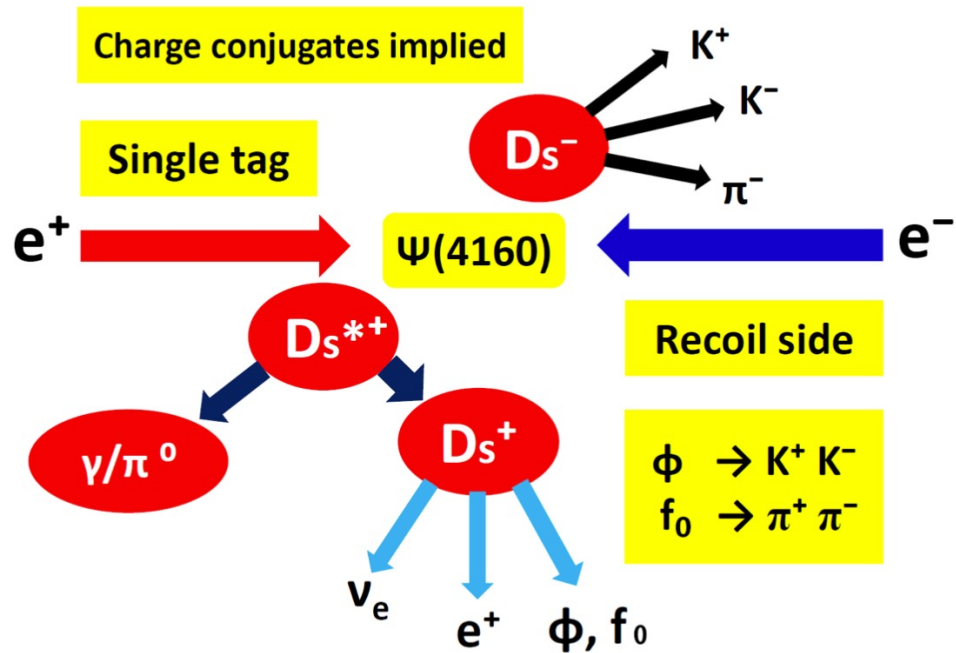 Charge conjugates implied
K⁺
K⁻
π⁻
Ds⁻
Single tag
e⁺
Ψ(4160)
e⁻
Ds*⁺
Recoil side
γ/π⁰
Ds⁺
ϕ → K⁺ K⁻
f₀ → π⁺ π⁻
νₑ
e⁺
ϕ, f₀